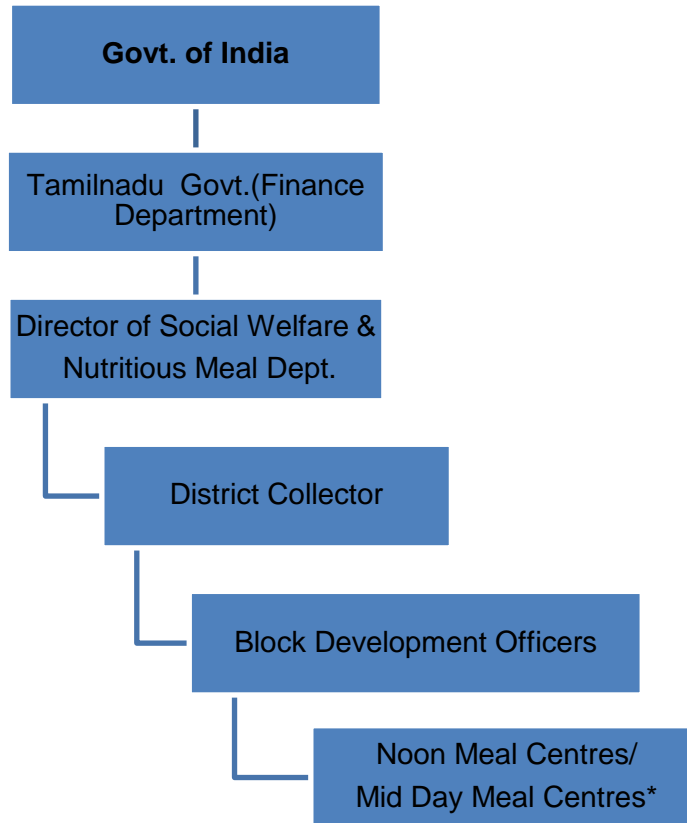 Govt. of India
Tamilnadu Govt.(Finance
Department)
Director of Social Welfare &
Nutritious Meal Dept.
District Collector
Block Development Officers
Noon Meal Centres/
Mid Day Meal Centres*